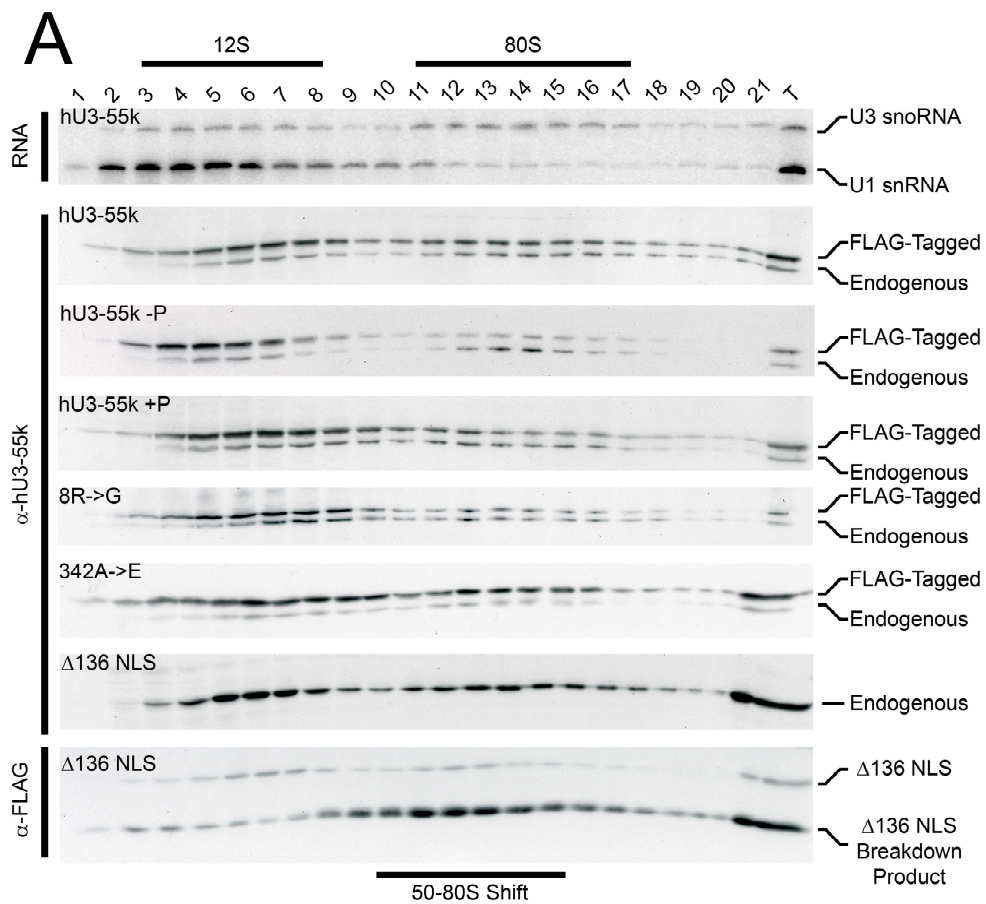 A
12S 80S
1 2 3 4 5 6 7 8 9 10 11 12 13 14 15 16 17 18 19 20 21 T
RNA
hU3-55k
U3 snoRNA
U1 snRNA
α-hU3-55k
hU3-55k
FLAG-Tagged
Endogenous
hU3-55k -P
FLAG-Tagged
Endogenous
hU3-55k +P
FLAG-Tagged
Endogenous
8R->G
FLAG-Tagged
Endogenous
342A->E
FLAG-Tagged
Endogenous
Δ136 NLS
Endogenous
α-FLAG
Δ136 NLS
Δ136 NLS
Δ136 NLS
Breakdown
Product
50-80S Shift